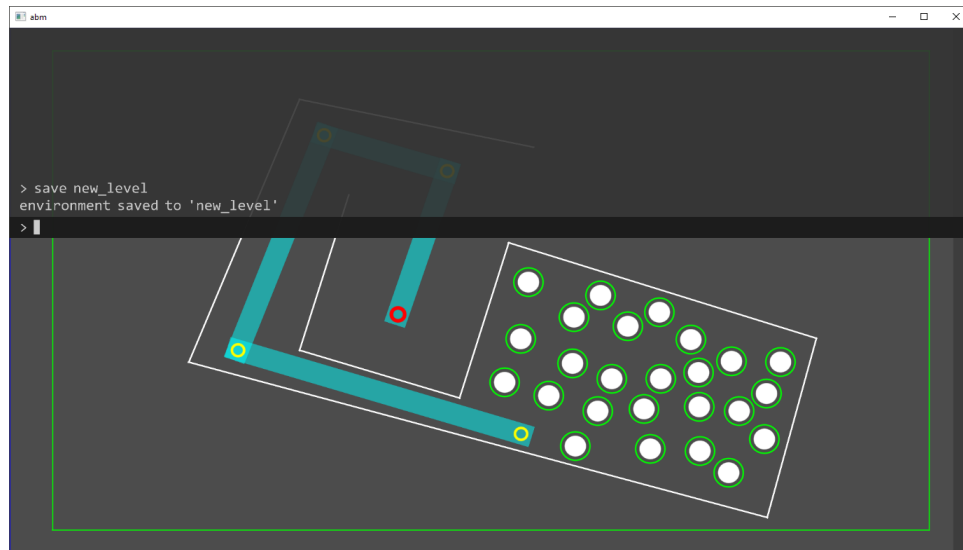 abm
> save new_level
environment saved to 'new_level'
>